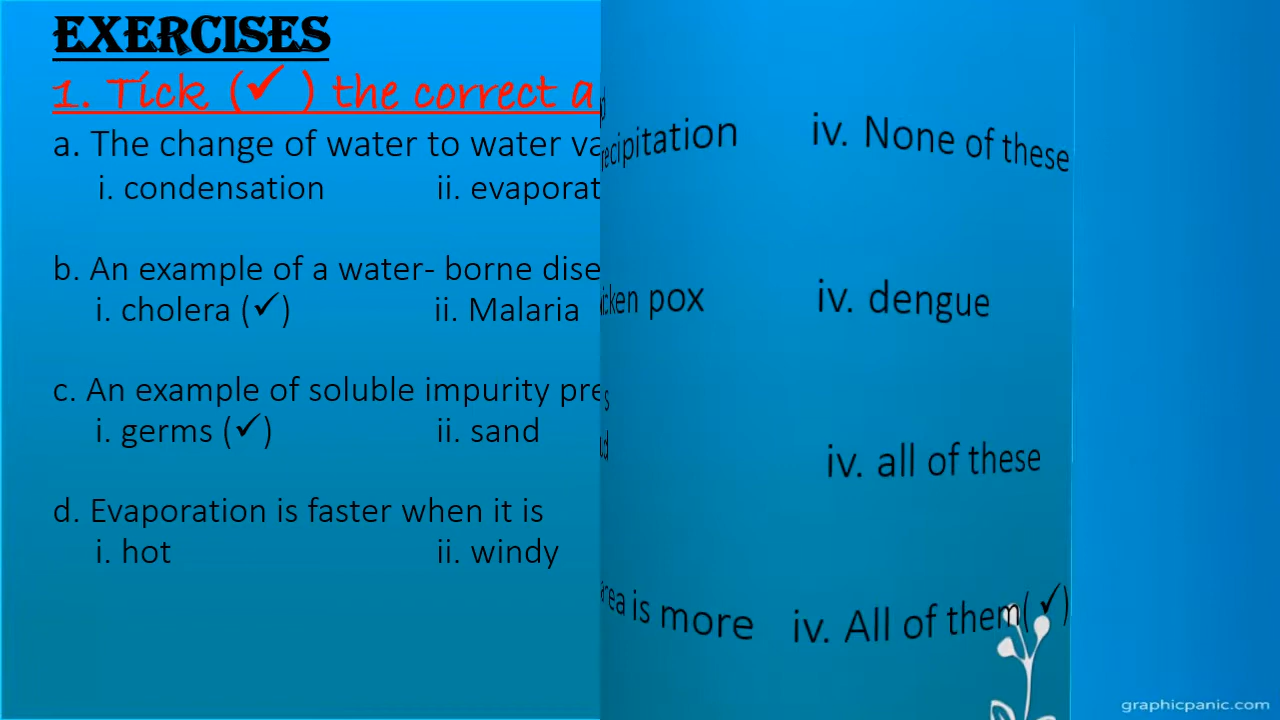 EXERCISES
1. Tick (✓ ) the correct a
a. The change of water to water va
i. condensation ii. evaporat recipitation iv. None of these
b. An example of a water- borne dise
i. cholera (✓) ii. Malaria icken pox iv. dengue
c. An example of soluble impurity pre s
i. germs (✓) ii. sand ud iv. all of these
d. Evaporation is faster when it is
i. hot ii. windy area is more iv. All of them( ✓)
graphicpanic.com